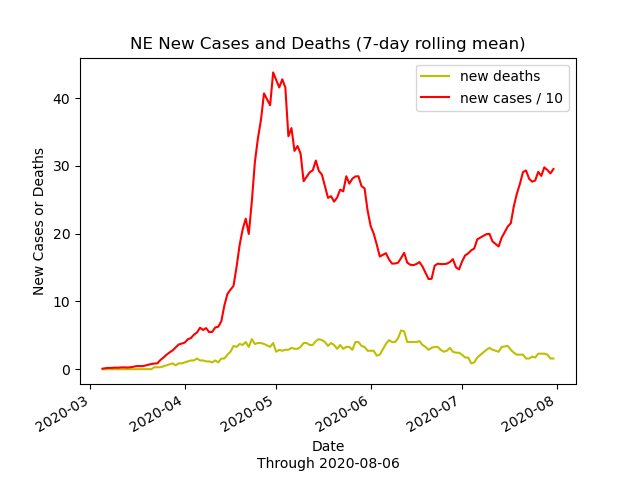 NE New Cases and Deaths (7-day rolling mean)
new deaths
new cases / 10
40
30
20
10
0
New Cases or Deaths
2020-03
2020-04
2020-05
2020-06
2020-07
2020-08
Date
Through 2020-08-06